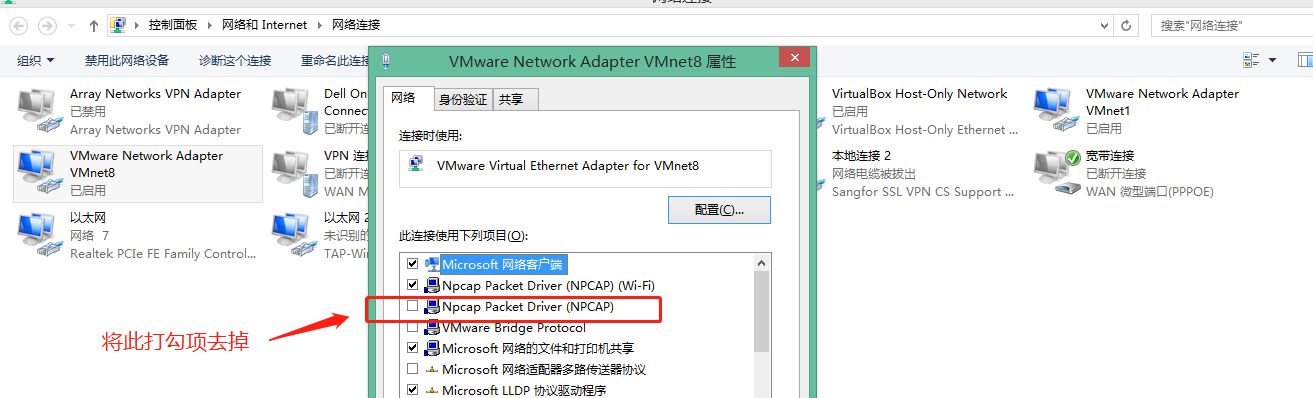 网络连接
控制面板 › 网络和 Internet › 网络连接
搜索"网络连接"
组织 禁用此网络设备 诊断这个连接 重命名此连接
VMware Network Adapter VMnet8 属性
Array Networks VPN Adapter
已禁用
Array Networks VPN Adapter
Dell On
Connec
已断开连
VirtualBox Host-Only Network
已启用
VirtualBox Host-Only Ethernet ...
VMware Network Adapter
VMnet1
已启用
VMware Network Adapter
VMnet8
已启用
VPN 连接
已断开连
WAN M
本地连接 2
网络电缆被拔出
Sangfor SSL VPN CS Support ...
宽带连接
已断开连接
WAN 微型端口(PPPOE)
以太网
网络 7
Realtek PCIe FE Family Control...
以太网 2
未识别的
TAP-Win
网络 身份验证 共享
连接时使用:
VMware Virtual Ethernet Adapter for VMnet8
配置(C)...
此连接使用下列项目(O):
Microsoft 网络客户端
Npcap Packet Driver (NPCAP) (Wi-Fi)
Npcap Packet Driver (NPCAP)
VMware Bridge Protocol
Microsoft 网络的文件和打印机共享
Microsoft 网络适配器多路传送器协议
Microsoft LLDP 协议驱动程序
将此打勾项去掉